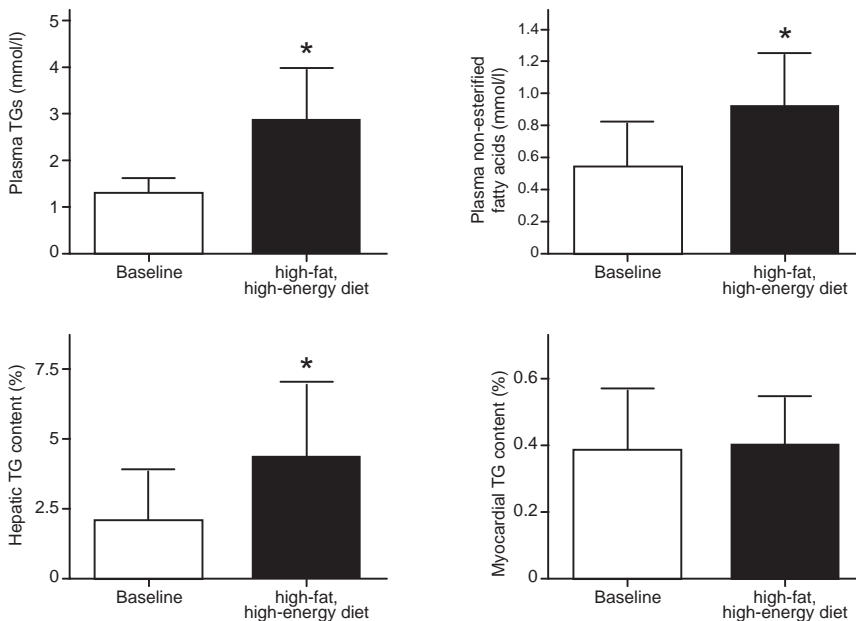 Plasma TGs (mmol/l)
5
4
3
2
1
0
*
Baseline
high-fat,
high-energy diet
Plasma non-esterified
fatty acids (mmol/l)
1.4
1.2
1.0
0.8
0.6
0.4
0.2
0
*
Baseline
high-fat,
high-energy diet
Hepatic TG content (%)
7.5
5
2.5
0
*
Baseline
high-fat,
high-energy diet
Myocardial TG content (%)
0.6
0.4
0.2
0
Baseline
high-fat,
high-energy diet